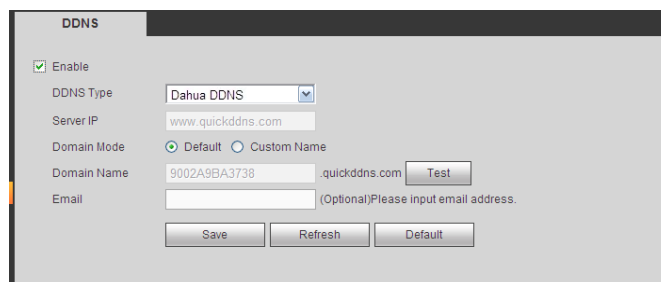 DDNS
Enable
DDNS Type Dahua DDNS
Server IP www.quickddns.com
Domain Mode Default Custom Name
Domain Name 9002A9BA3738 .quickddns.com Test
Email (Optional)Please input email address.
Save Refresh Default